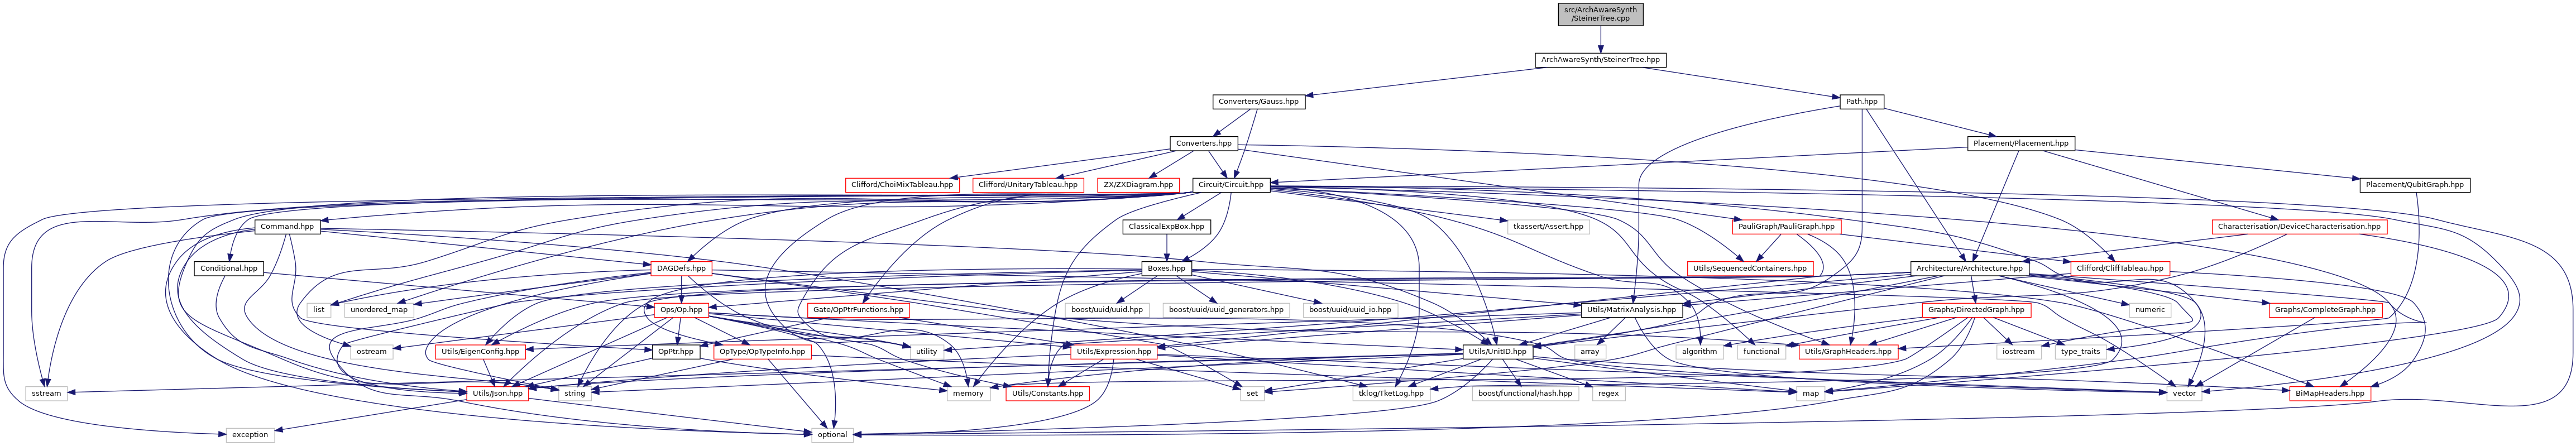 src/ArchAwareSynth
/SteinerTree.cpp
ArchAwareSynth/SteinerTree.hpp
Converters/Gauss.hpp
Path.hpp
Converters.hpp
Placement/Placement.hpp
Clifford/ChoiMixTableau.hpp
Clifford/UnitaryTableau.hpp
ZX/ZXDiagram.hpp
Circuit/Circuit.hpp
Placement/QubitGraph.hpp
Command.hpp
ClassicalExpBox.hpp
tkassert/Assert.hpp
PauliGraph/PauliGraph.hpp
Characterisation/DeviceCharacterisation.hpp
Conditional.hpp
DAGDefs.hpp
Boxes.hpp
Utils/SequencedContainers.hpp
Architecture/Architecture.hpp
Clifford/CliffTableau.hpp
list
unordered_map
Ops/Op.hpp
Gate/OpPtrFunctions.hpp
boost/uuid/uuid.hpp
boost/uuid/uuid_generators.hpp
boost/uuid/uuid_io.hpp
Utils/MatrixAnalysis.hpp
Graphs/DirectedGraph.hpp
numeric
Graphs/CompleteGraph.hpp
ostream
Utils/EigenConfig.hpp
OpPtr.hpp
OpType/OpTypeInfo.hpp
utility
Utils/Expression.hpp
Utils/UnitID.hpp
array
algorithm
functional
Utils/GraphHeaders.hpp
iostream
type_traits
sstream
Utils/Json.hpp
string
memory
Utils/Constants.hpp
set
tklog/TketLog.hpp
boost/functional/hash.hpp
regex
map
vector
BiMapHeaders.hpp
exception
optional